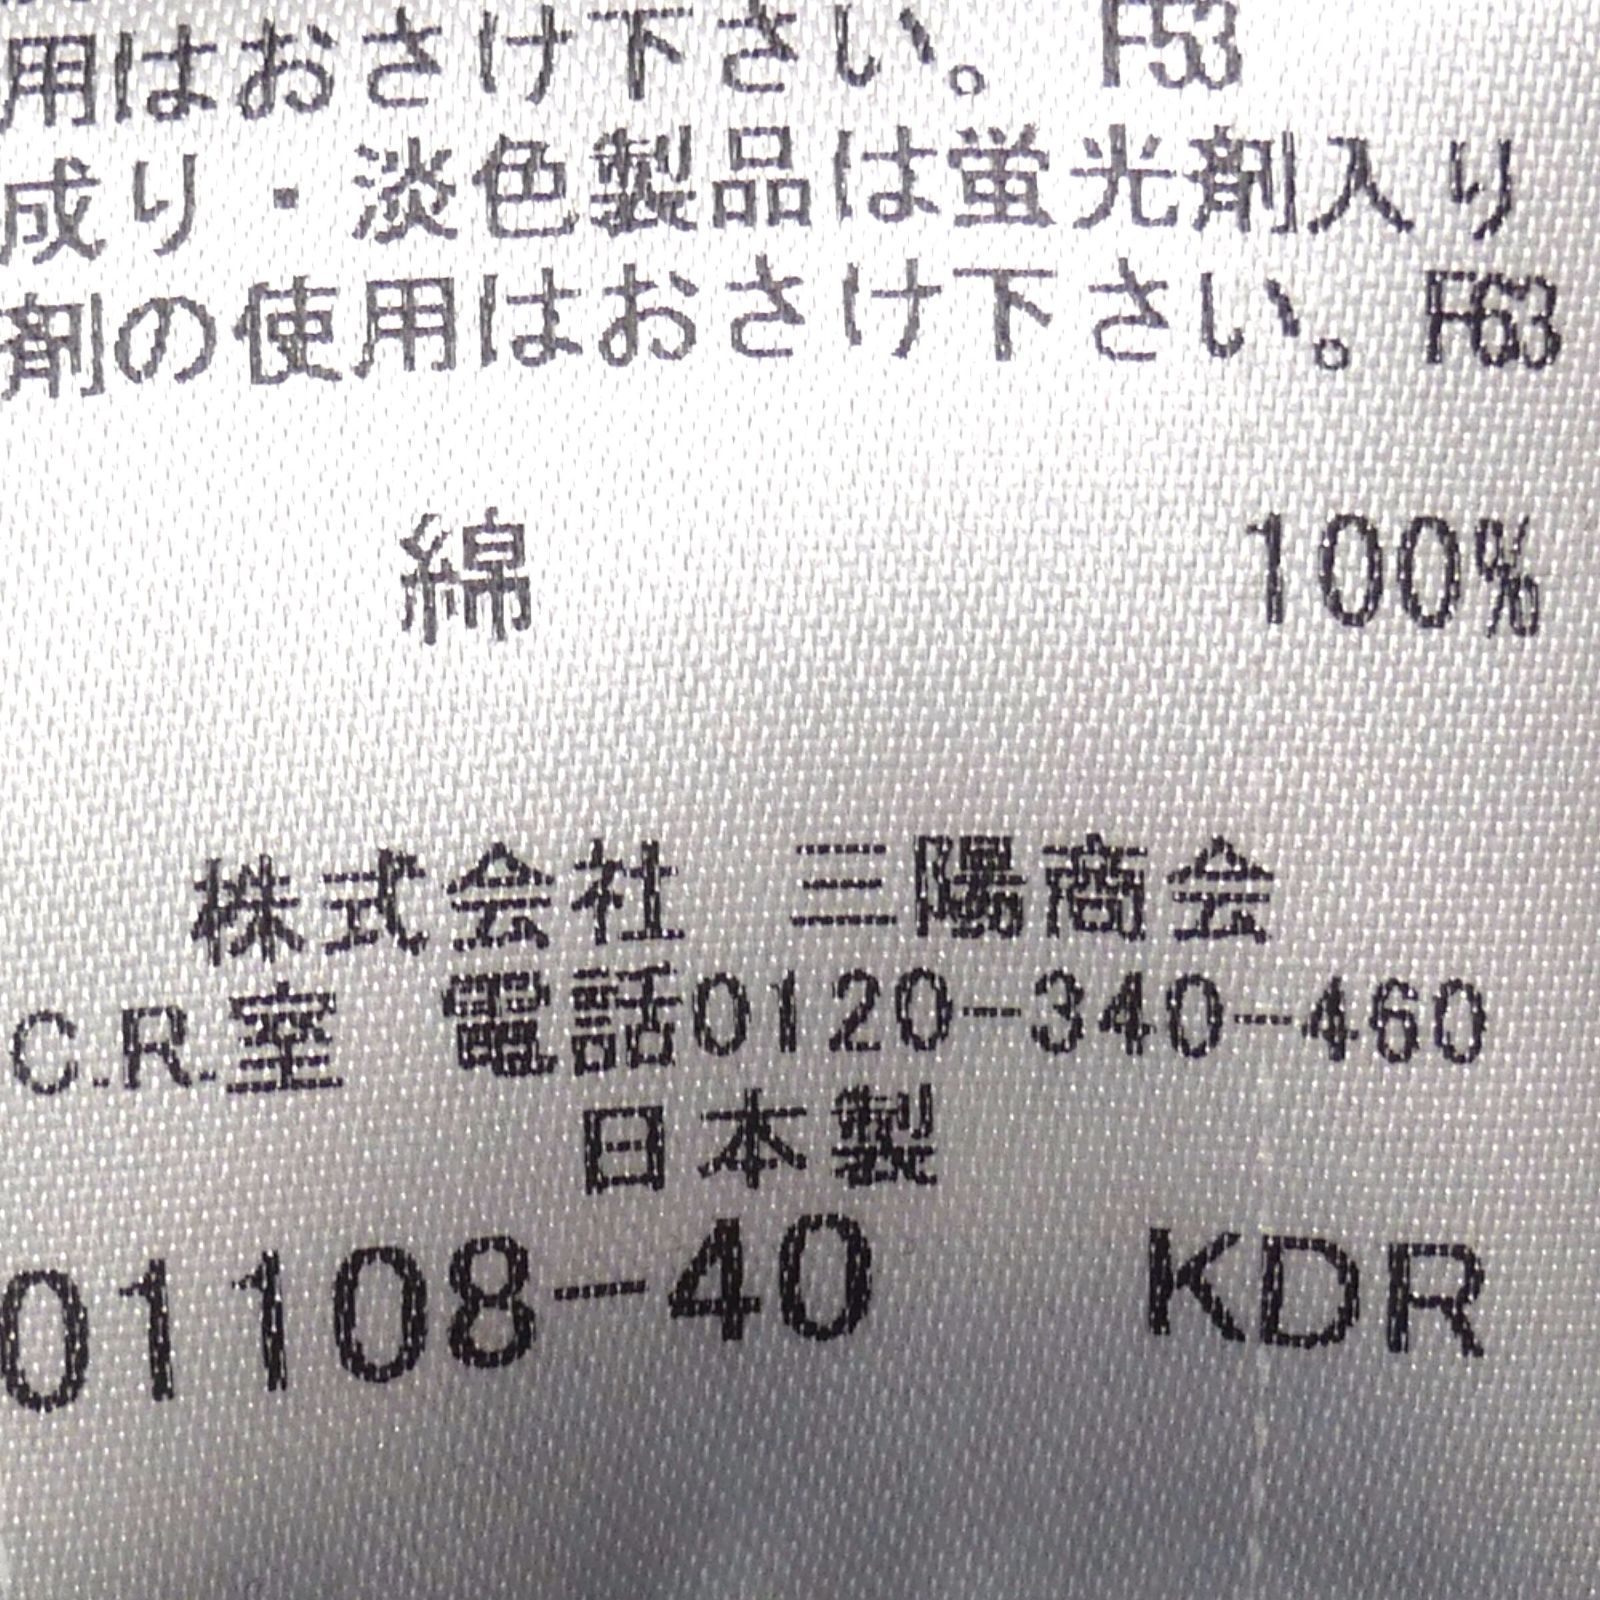 用はおさけ下さい。 F53
成り・淡色製品は蛍光剤入り
剤の使用はおさけ下さい。F63
綿 100%
株式会社 三陽商会
C.R.室 電話0120-340-460
日本製
01108-40 KDR